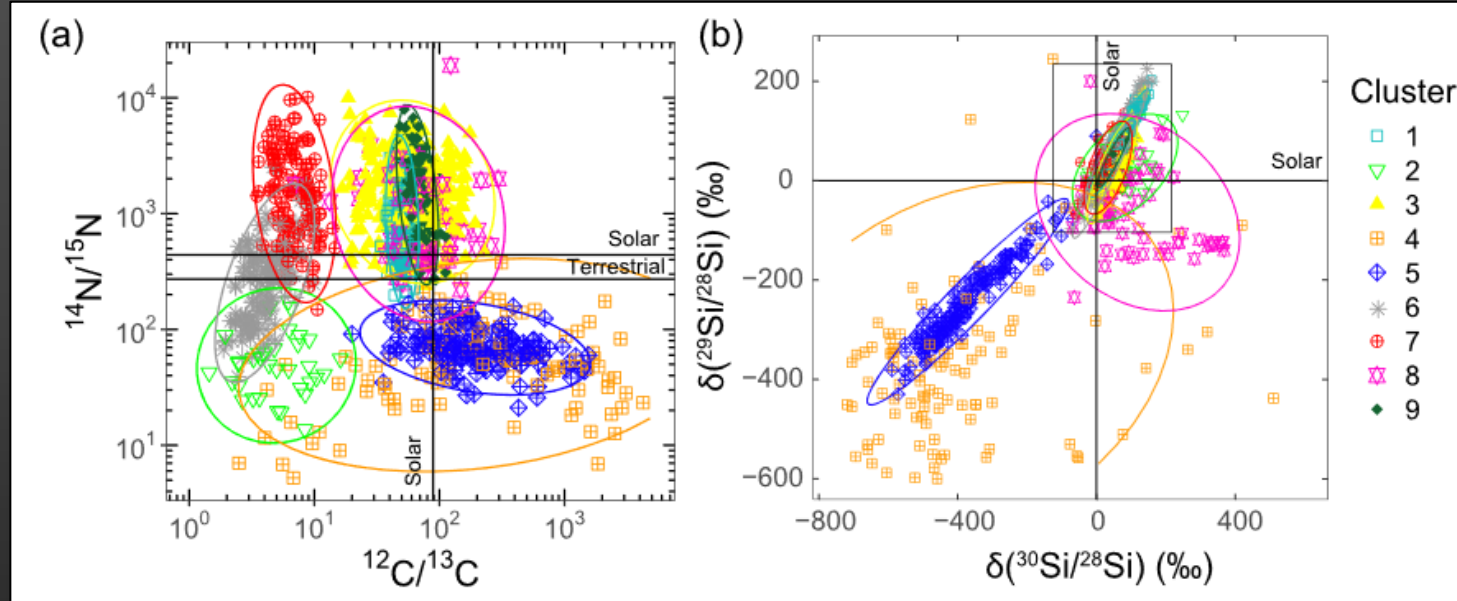 (a)
¹⁴N/¹⁵N
10⁴
10³
10²
10¹
Solar
Terrestrial
Solar
10⁰ 10¹ 10² 10³
¹²C/¹³C
(b)
δ(²⁹Si/²⁸Si) (‰)
200
0
−200
−400
−600
Solar
Solar
−800 −400 0 400
δ(³⁰Si/²⁸Si) (‰)
Cluster
1
2
3
4
5
6
7
8
9